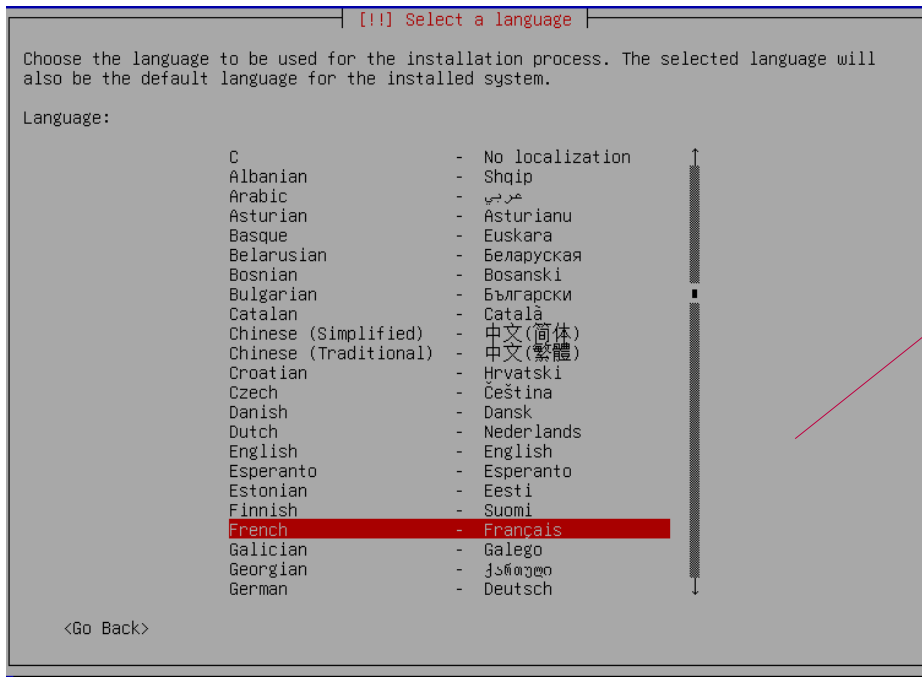 [!!] Select a language
Choose the language to be used for the installation process. The selected language will
also be the default language for the installed system.
Language:
C - No localization
Albanian - Shqip
Arabic - عربي
Asturian - Asturianu
Basque - Euskara
Belarusian - Беларуская
Bosnian - Bosanski
Bulgarian - Български
Catalan - Català
Chinese (Simplified) - 中文(简体)
Chinese (Traditional) - 中文(繁體)
Croatian - Hrvatski
Czech - Čeština
Danish - Dansk
Dutch - Nederlands
English - English
Esperanto - Esperanto
Estonian - Eesti
Finnish - Suomi
French - Français
Galician - Galego
Georgian - ქართული
German - Deutsch
<Go Back>